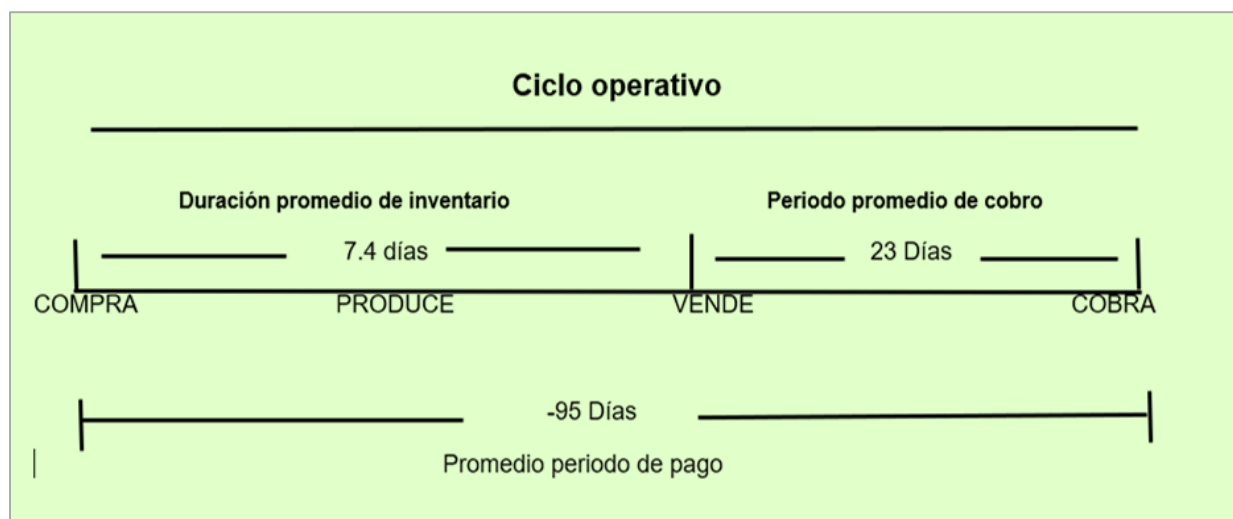 Ciclo operativo
Duración promedio de inventario
Periodo promedio de cobro
7.4 días
23 Días
COMPRA
PRODUCE
VENDE
COBRA
-95 Días
Promedio periodo de pago